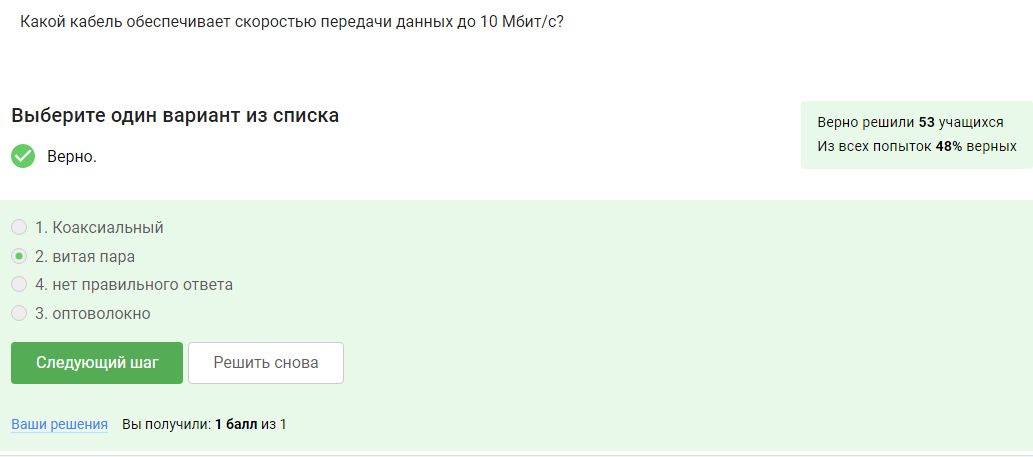 Какой кабель обеспечивает скоростью передачи данных до 10 Мбит/с?
Выберите один вариант из списка
Верно.
Верно решили 53 учащихся
Из всех попыток 48% верных
1. Коаксиальный
2. витая пара
4. нет правильного ответа
3. оптоволокно
Следующий шаг
Решить снова
Ваши решения Вы получили: 1 балл из 1